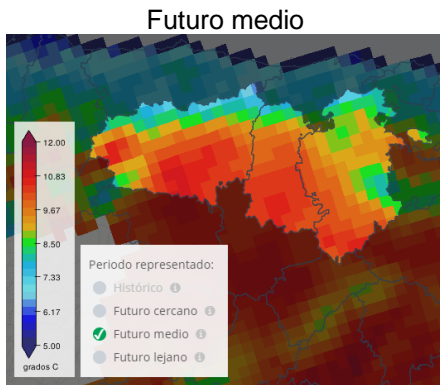 Futuro medio
12.00
10.83
9.67
8.50
7.33
6.17
5.00
grados C
Periodo representado:
Histórico
Futuro cercano
Futuro medio
Futuro lejano